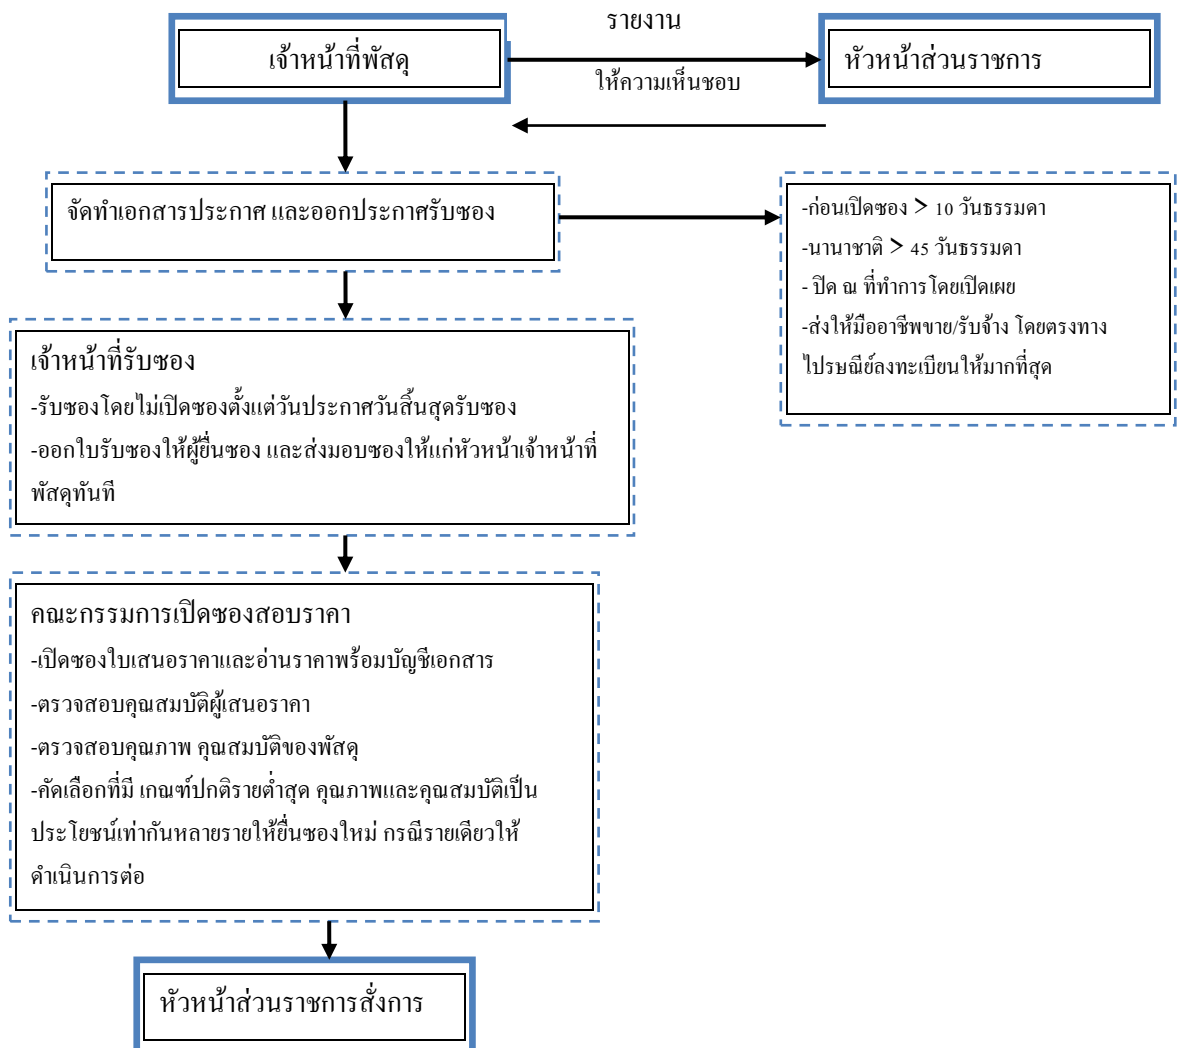 รายงาน
เจ้าหน้าที่พัสดุ
หัวหน้าส่วนราชการ
ให้ความเห็นชอบ
จัดทำเอกสารประกาศ และออกประกาศรับซอง
-ก่อนเปิดซอง > 10 วันธรรมดา
-นานาชาติ > 45 วันธรรมดา
- ปิด ณ ที่ทำการโดยเปิดเผย
-ส่งให้มีอาชีพขาย/รับจ้าง โดยตรงทาง
ไปรษณีย์ลงทะเบียนให้มากที่สุด
เจ้าหน้าที่รับซอง
-รับซองโดยไม่เปิดซองตั้งแต่วันประกาศวันสิ้นสุดรับซอง
-ออกใบรับซองให้ผู้ยื่นซอง และส่งมอบซองให้แก่หัวหน้าเจ้าหน้าที่
พัสดุทันที
คณะกรรมการเปิดซองสอบราคา
-เปิดซองใบเสนอราคาและอ่านราคาพร้อมบัญชีเอกสาร
-ตรวจสอบคุณสมบัติผู้เสนอราคา
-ตรวจสอบคุณภาพ คุณสมบัติของพัสดุ
-คัดเลือกที่มี เกณฑ์ปกติรายต่ำสุด คุณภาพและคุณสมบัติเป็น
ประโยชน์เท่ากันหลายรายให้ยื่นซองใหม่ กรณีรายเดียวให้
ดำเนินการต่อ
หัวหน้าส่วนราชการสั่งการ